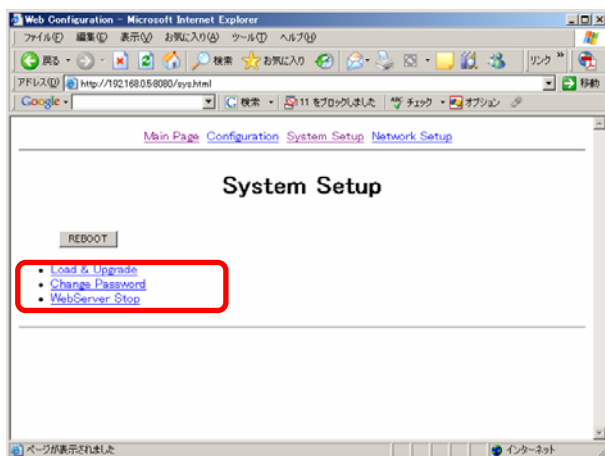 Web Configuration - Microsoft Internet Explorer
ファイル(F) 編集(E) 表示(V) お気に入り(A) ツール(T) ヘルプ(H)
戻る 検索 お気に入り リンク »
アドレス(D) http://192.168.0.5:8080/sys.html 移動
Google 検索 11 をブロックしました チェック オプション
Main Page Configuration System Setup Network Setup
System Setup
REBOOT
• Load & Upgrade
• Change Password
• WebServer Stop
ページが表示されました インターネット